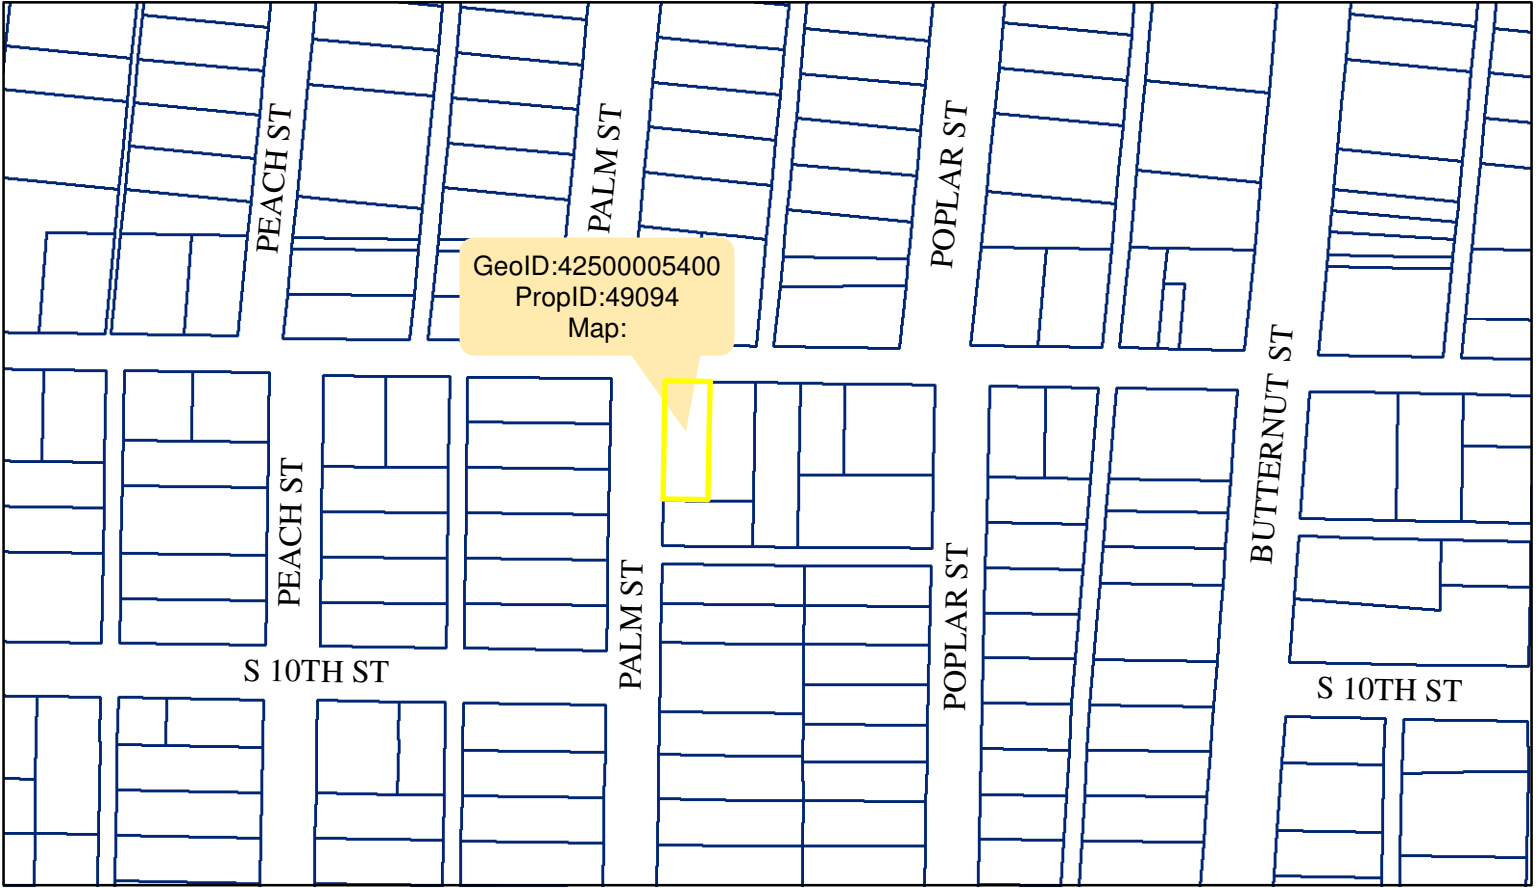 PEACH ST
PALM ST
POPLAR ST
GeoID:42500005400
PropID:49094
Map:
BUTTERNUT ST
PEACH ST
PALM ST
POPLAR ST
S 10TH ST
S 10TH ST